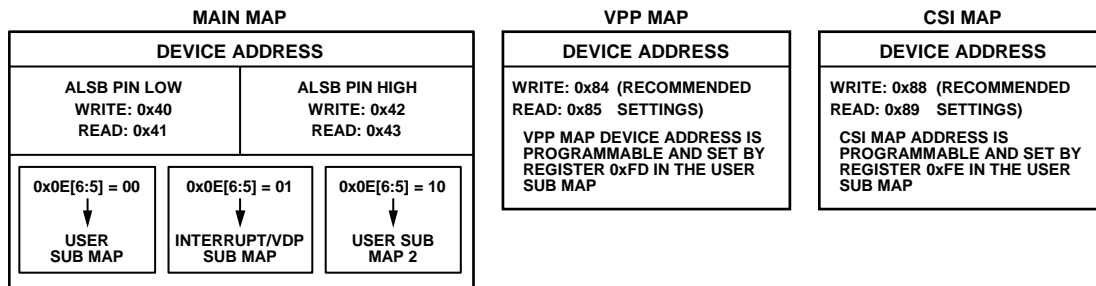 MAIN MAP
DEVICE ADDRESS
ALSB PIN LOW
WRITE: 0x40
READ: 0x41
ALSB PIN HIGH
WRITE: 0x42
READ: 0x43
0x0E[6:5] = 00
USER
SUB MAP
0x0E[6:5] = 01
INTERRUPT/VDP
SUB MAP
0x0E[6:5] = 10
USER SUB
MAP 2
VPP MAP
DEVICE ADDRESS
WRITE: 0x84 (RECOMMENDED
READ: 0x85 SETTINGS)
VPP MAP DEVICE ADDRESS IS
PROGRAMMABLE AND SET BY
REGISTER 0xFD IN THE USER
SUB MAP
CSI MAP
DEVICE ADDRESS
WRITE: 0x88 (RECOMMENDED
READ: 0x89 SETTINGS)
CSI MAP ADDRESS IS
PROGRAMMABLE AND SET BY
REGISTER 0xFE IN THE USER
SUB MAP